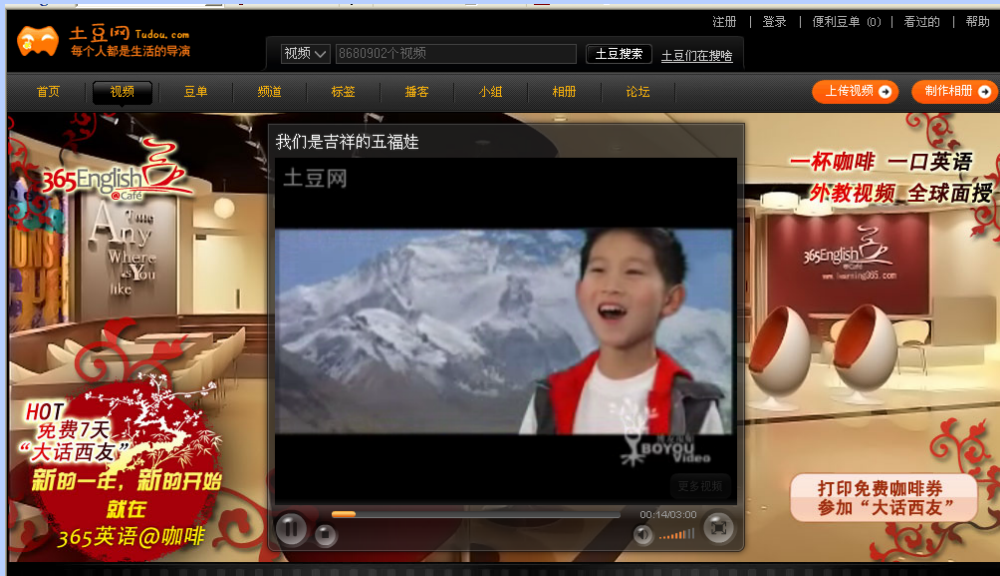 注册 | 登录 | 便利豆单 (0) | 看过的 | 帮助
土豆网 Tudou.com
每个人都是生活的导演
视频 8680902个视频 土豆搜索 土豆们在搜啥
首页 视频 豆单 频道 标签 播客 小组 相册 论坛 上传视频 制作相册
我们是吉祥的五福娃
土豆网
365English
@Café
A Time
Any
Where
as You
like
一杯咖啡 一口英语
外教视频 全球面授
365English
@Café
www.learning365.com
HOT
免费7天
“大话西友”
新的一年，新的开始
就在
365英语@咖啡
BOYOU
Video
更多视频
00:14/03:00
打印免费咖啡券
参加“大话西友”